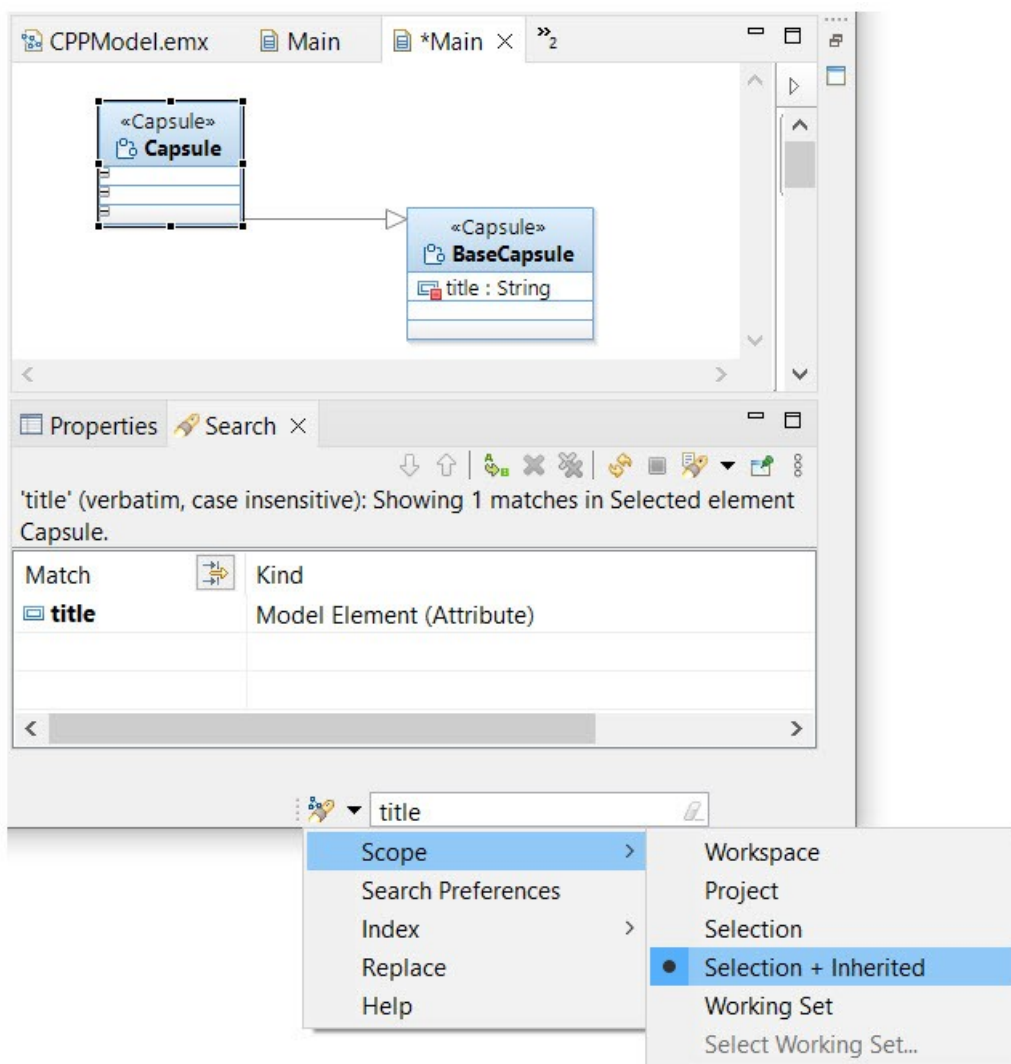 CPPModel.emx Main *Main »2
«Capsule»
Capsule
«Capsule»
BaseCapsule
title : String
Properties Search
'title' (verbatim, case insensitive): Showing 1 matches in Selected element
Capsule.
Match Kind
title Model Element (Attribute)
title
Scope
Search Preferences
Index
Replace
Help
Workspace
Project
Selection
Selection + Inherited
Working Set
Select Working Set...